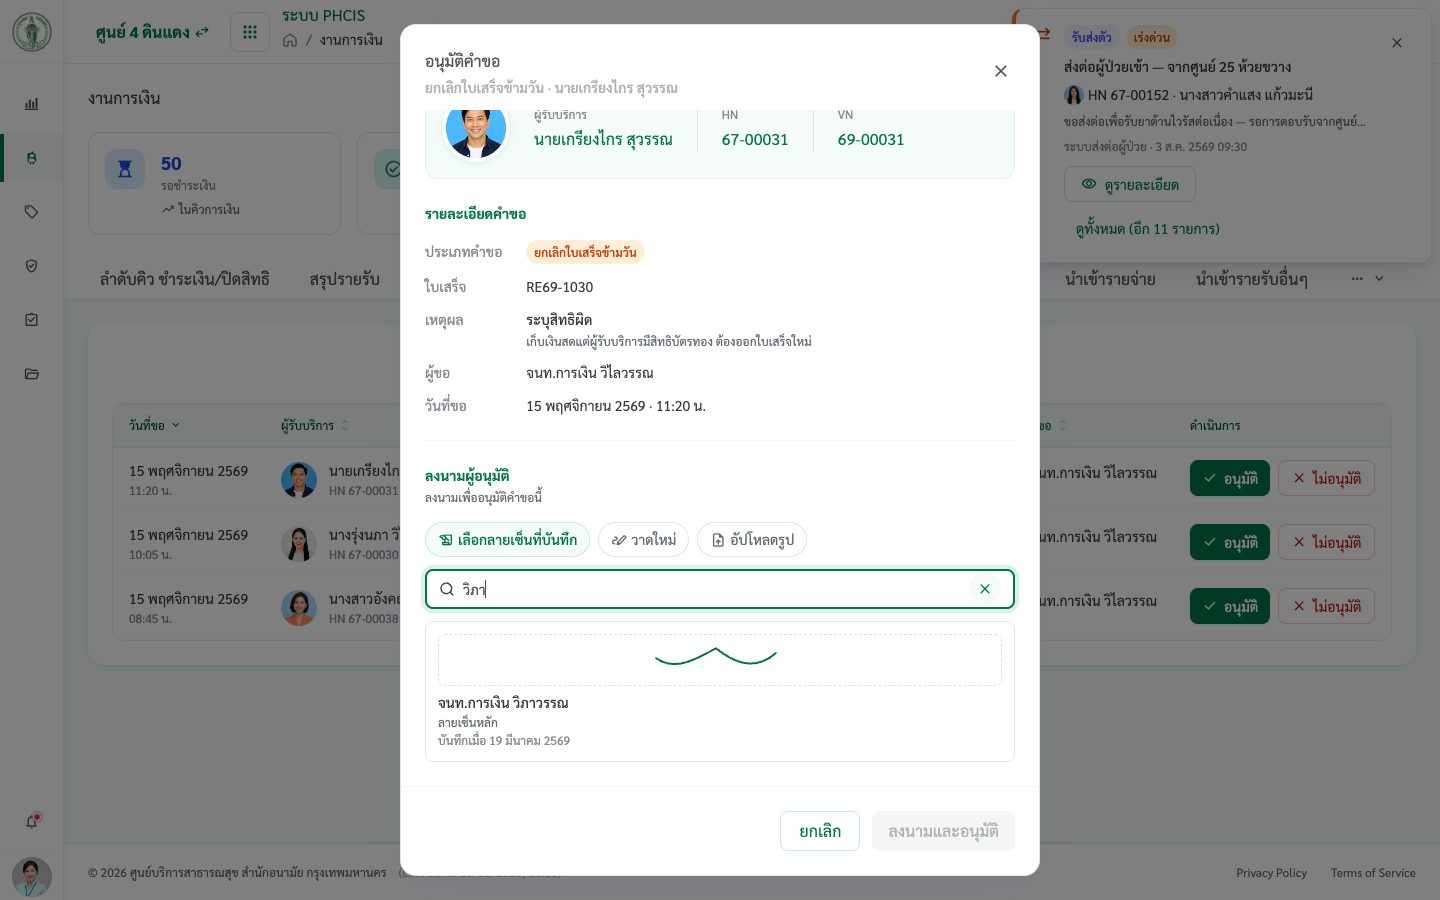 ศูนย์ 4 ดินแดง
ระบบ PHCIS
/ งานการเงิน
งานการเงิน
50
รอชำระเงิน
ในคิวการเงิน
ลำดับคิว ชำระเงิน/ปิดสิทธิ
สรุปรายรับ
นำเข้ารายจ่าย
นำเข้ารายรับอื่นๆ
วันที่ขอ
ผู้รับบริการ
ดำเนินการ
15 พฤศจิกายน 2569
11:20 น.
นายเกรียงไก
HN 67-00031
นท.การเงิน วิไลวรรณ
อนุมัติ
ไม่อนุมัติ
15 พฤศจิกายน 2569
10:05 น.
นางรุ่งนภา
HN 67-00030
นท.การเงิน วิไลวรรณ
อนุมัติ
ไม่อนุมัติ
15 พฤศจิกายน 2569
08:45 น.
นางสาวอังค
HN 67-00038
นท.การเงิน วิไลวรรณ
อนุมัติ
ไม่อนุมัติ
รับส่งตัว
เร่งด่วน
ส่งต่อผู้ป่วยเข้า — จากศูนย์ 25 ห้วยขวาง
HN 67-00152 · นางสาวคำแสง แก้วมะนี
ขอส่งต่อเพื่อรับยาต้านไวรัสต่อเนื่อง — รอการตอบรับจากศูนย์...
ระบบส่งต่อผู้ป่วย · 3 ส.ค. 2569 09:30
ดูรายละเอียด
ดูทั้งหมด (อีก 11 รายการ)
อนุมัติคำขอ
ยกเลิกใบเสร็จข้ามวัน · นายเกรียงไกร สุวรรณ
ผู้รับบริการ
นายเกรียงไกร สุวรรณ
HN
67-00031
VN
69-00031
รายละเอียดคำขอ
ประเภทคำขอ
ยกเลิกใบเสร็จข้ามวัน
ใบเสร็จ
RE69-1030
เหตุผล
ระบุสิทธิผิด
เก็บเงินสดแต่ผู้รับบริการมีสิทธิบัตรทอง ต้องออกใบเสร็จใหม่
ผู้ขอ
จนท.การเงิน วิไลวรรณ
วันที่ขอ
15 พฤศจิกายน 2569 · 11:20 น.
ลงนามผู้อนุมัติ
ลงนามเพื่ออนุมัติคำขอนี้
เลือกลายเซ็นที่บันทึก
วาดใหม่
อัปโหลดรูป
วิภา
จนท.การเงิน วิภาวรรณ
ลายเซ็นหลัก
บันทึกเมื่อ 19 มีนาคม 2569
ยกเลิก
ลงนามและอนุมัติ
© 2026 ศูนย์บริการสาธารณสุข สำนักอนามัย กรุงเทพมหานคร
Privacy Policy
Terms of Service